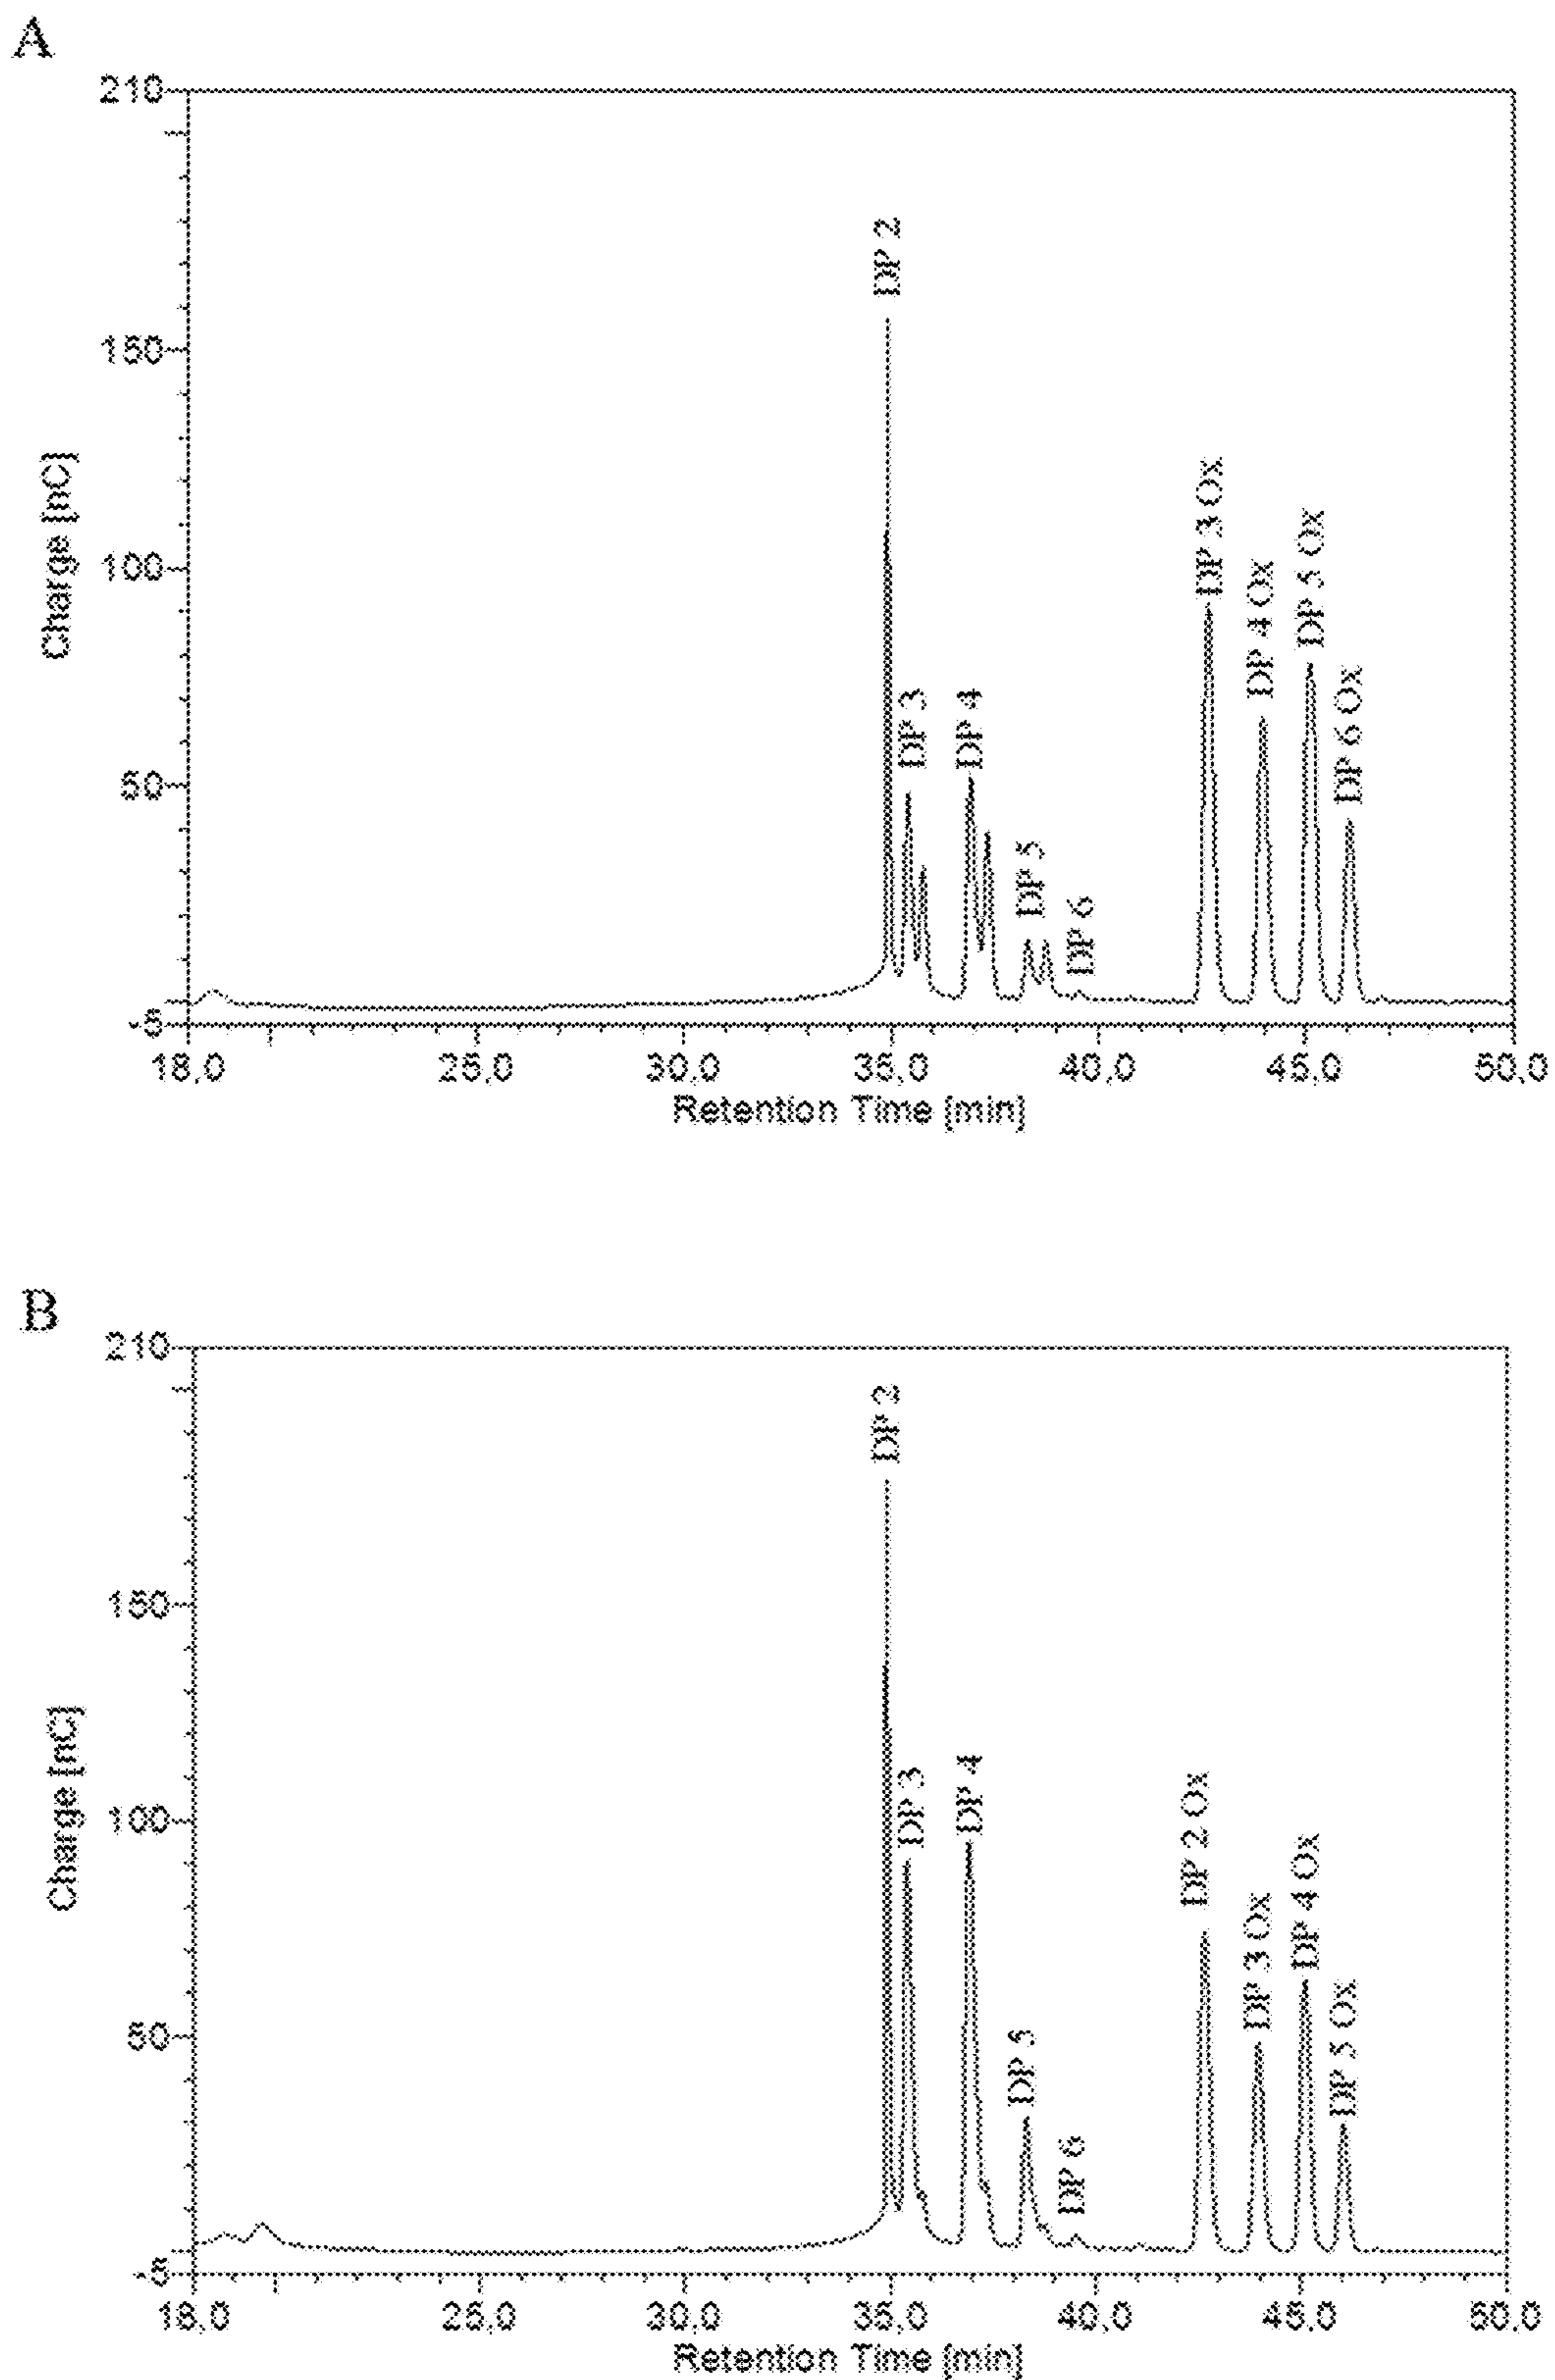 A
210
150
100
50
-5
Charge [nC]
DP 2
DP 3
DP 4
DP 5
DP 6
DP 3 Ox
DP 4 Ox
DP 5 Ox
DP 6 Ox
18,0 25,0 30,0 35,0 40,0 45,0 50,0
Retention Time [min]
B
210
150
100
50
-5
Charge [nC]
DP 2
DP 3
DP 4
DP 5
DP 6
DP 2 Ox
DP 3 Ox
DP 4 Ox
DP 5 Ox
18,0 25,0 30,0 35,0 40,0 45,0 50,0
Retention Time [min]